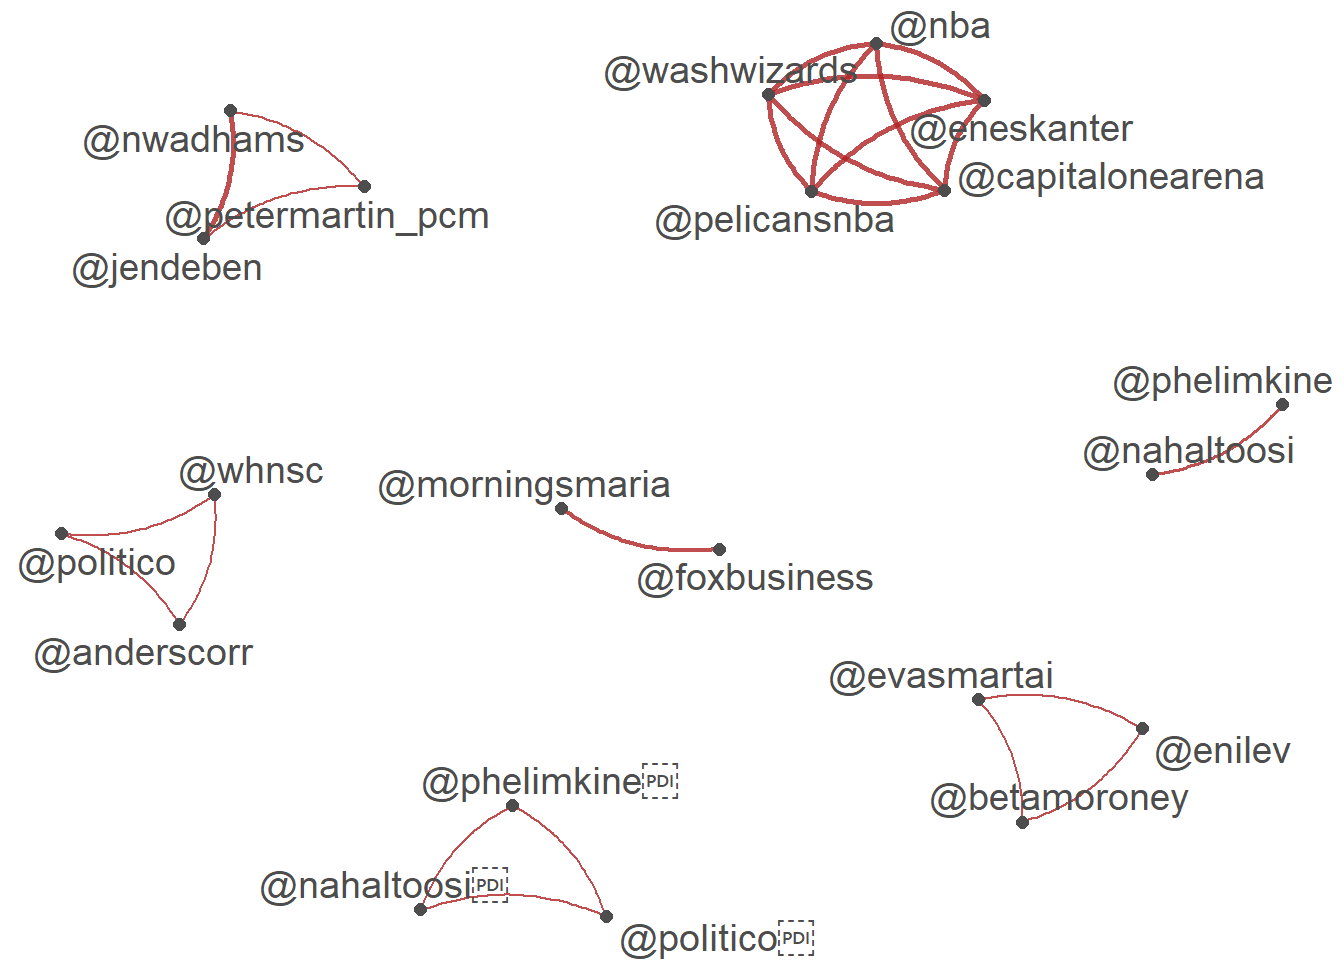 @nba
@washwizards
@eneskanter
@capitalonearena
@pelicansnba
@nwadhams
@petermartin_pcm
@jendeben
@phelimkine
@nahaltoosi
@whnsc
@politico
@anderscorr
@morningsmaria
@foxbusiness
@evasmartai
@enilev
@betamoroney
@phelimkinePDI
@nahaltoosiPDI
@politicoPDI